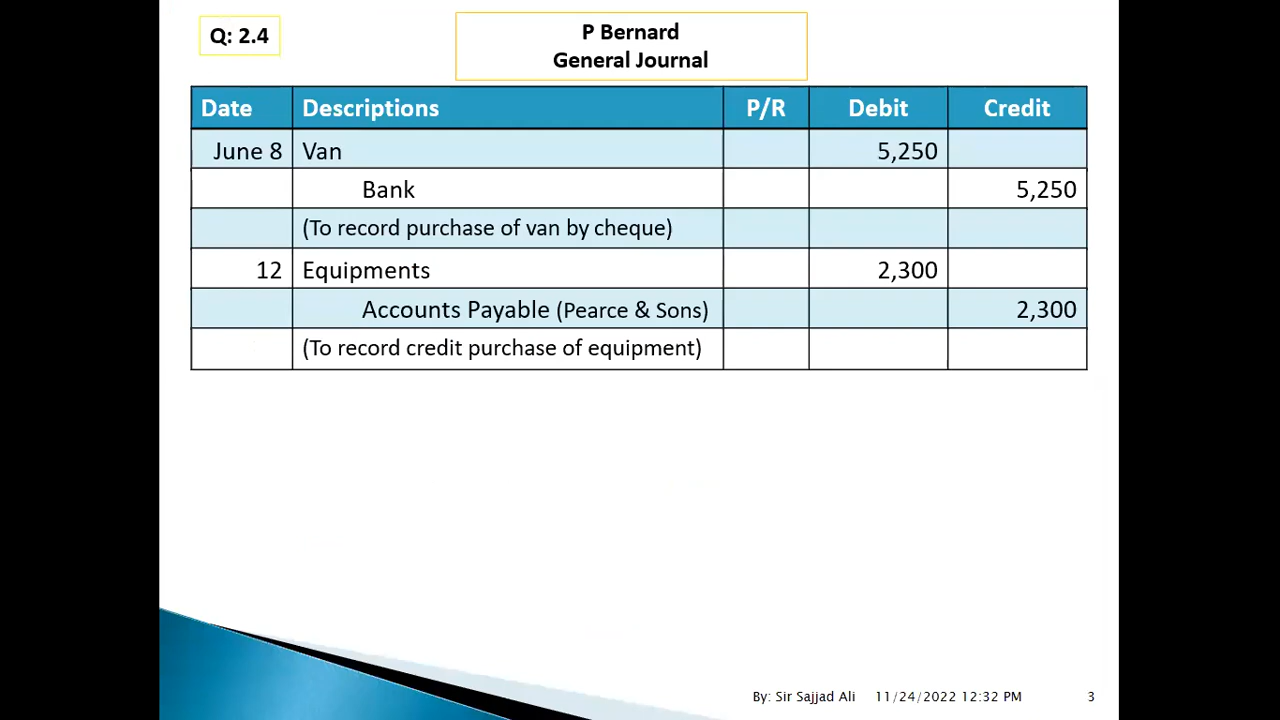 Q: 2.4
P Bernard
General Journal
Date Descriptions P/R Debit Credit
June 8 Van 5,250
Bank 5,250
(To record purchase of van by cheque)
12 Equipments 2,300
Accounts Payable (Pearce & Sons) 2,300
(To record credit purchase of equipment)
By: Sir Sajjad Ali 11/24/2022 12:32 PM 3